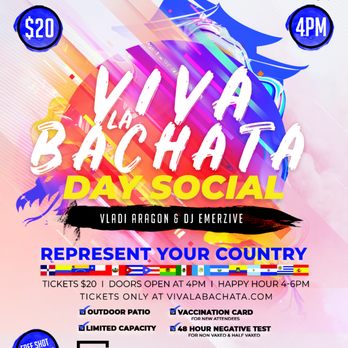 $20
4PM
VIVA
LA
BACHATA
DAY SOCIAL
VLADI ARAGON & DJ EMERZIVE
REPRESENT YOUR COUNTRY
TICKETS $20 | DOORS OPEN AT 4PM | HAPPY HOUR 4-6PM
TICKETS ONLY AT VIVALABACHATA.COM
OUTDOOR PATIO
VACCINATION CARD
FOR NEW ATTENDEES
LIMITED CAPACITY
48 HOUR NEGATIVE TEST
FOR NON VAXED & HALF VAXED
FREE SHOT